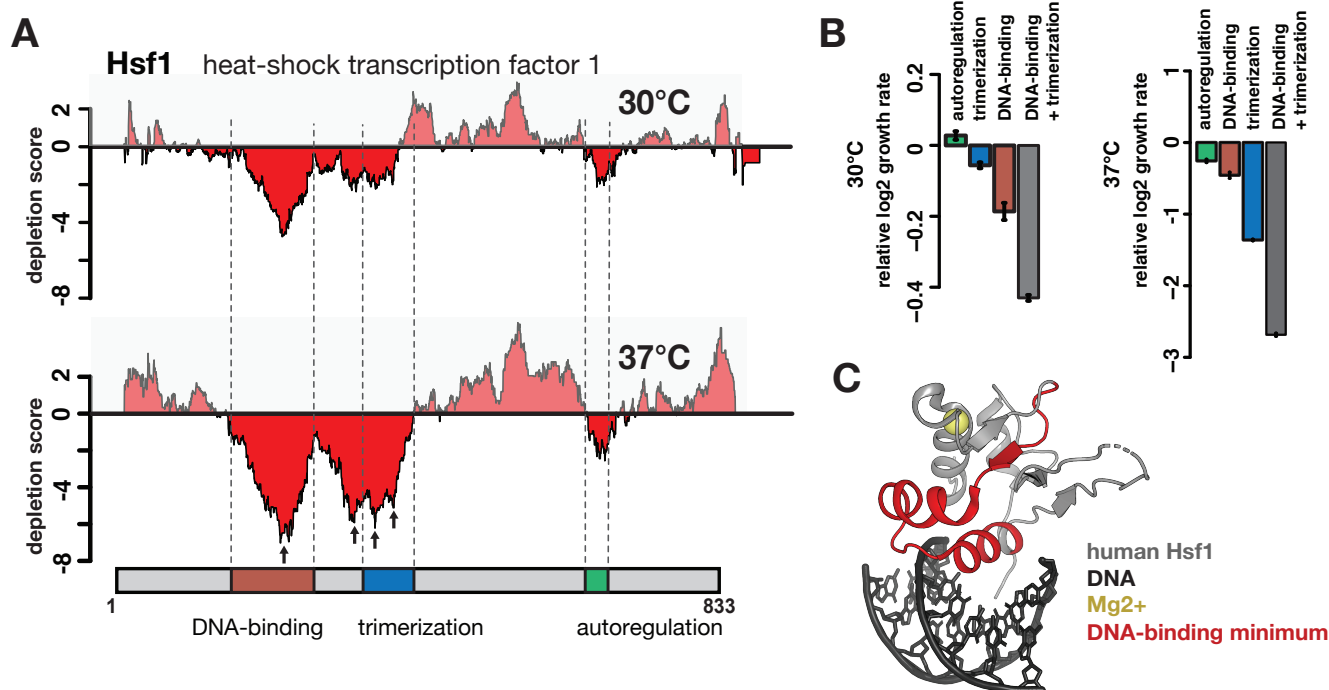 A
Hsf1 heat-shock transcription factor 1
30°C
depletion score
2
0
-4
-8
37°C
depletion score
2
0
-4
-8
1
833
DNA-binding
trimerization
autoregulation
B
30°C
relative log2 growth rate
0.2
0
−0.2
−0.4
autoregulation
trimerization
DNA-binding
DNA-binding
+ trimerization
37°C
relative log2 growth rate
1
0
−1
−2
−3
autoregulation
DNA-binding
trimerization
DNA-binding
+ trimerization
C
human Hsf1
DNA
Mg2+
DNA-binding minimum